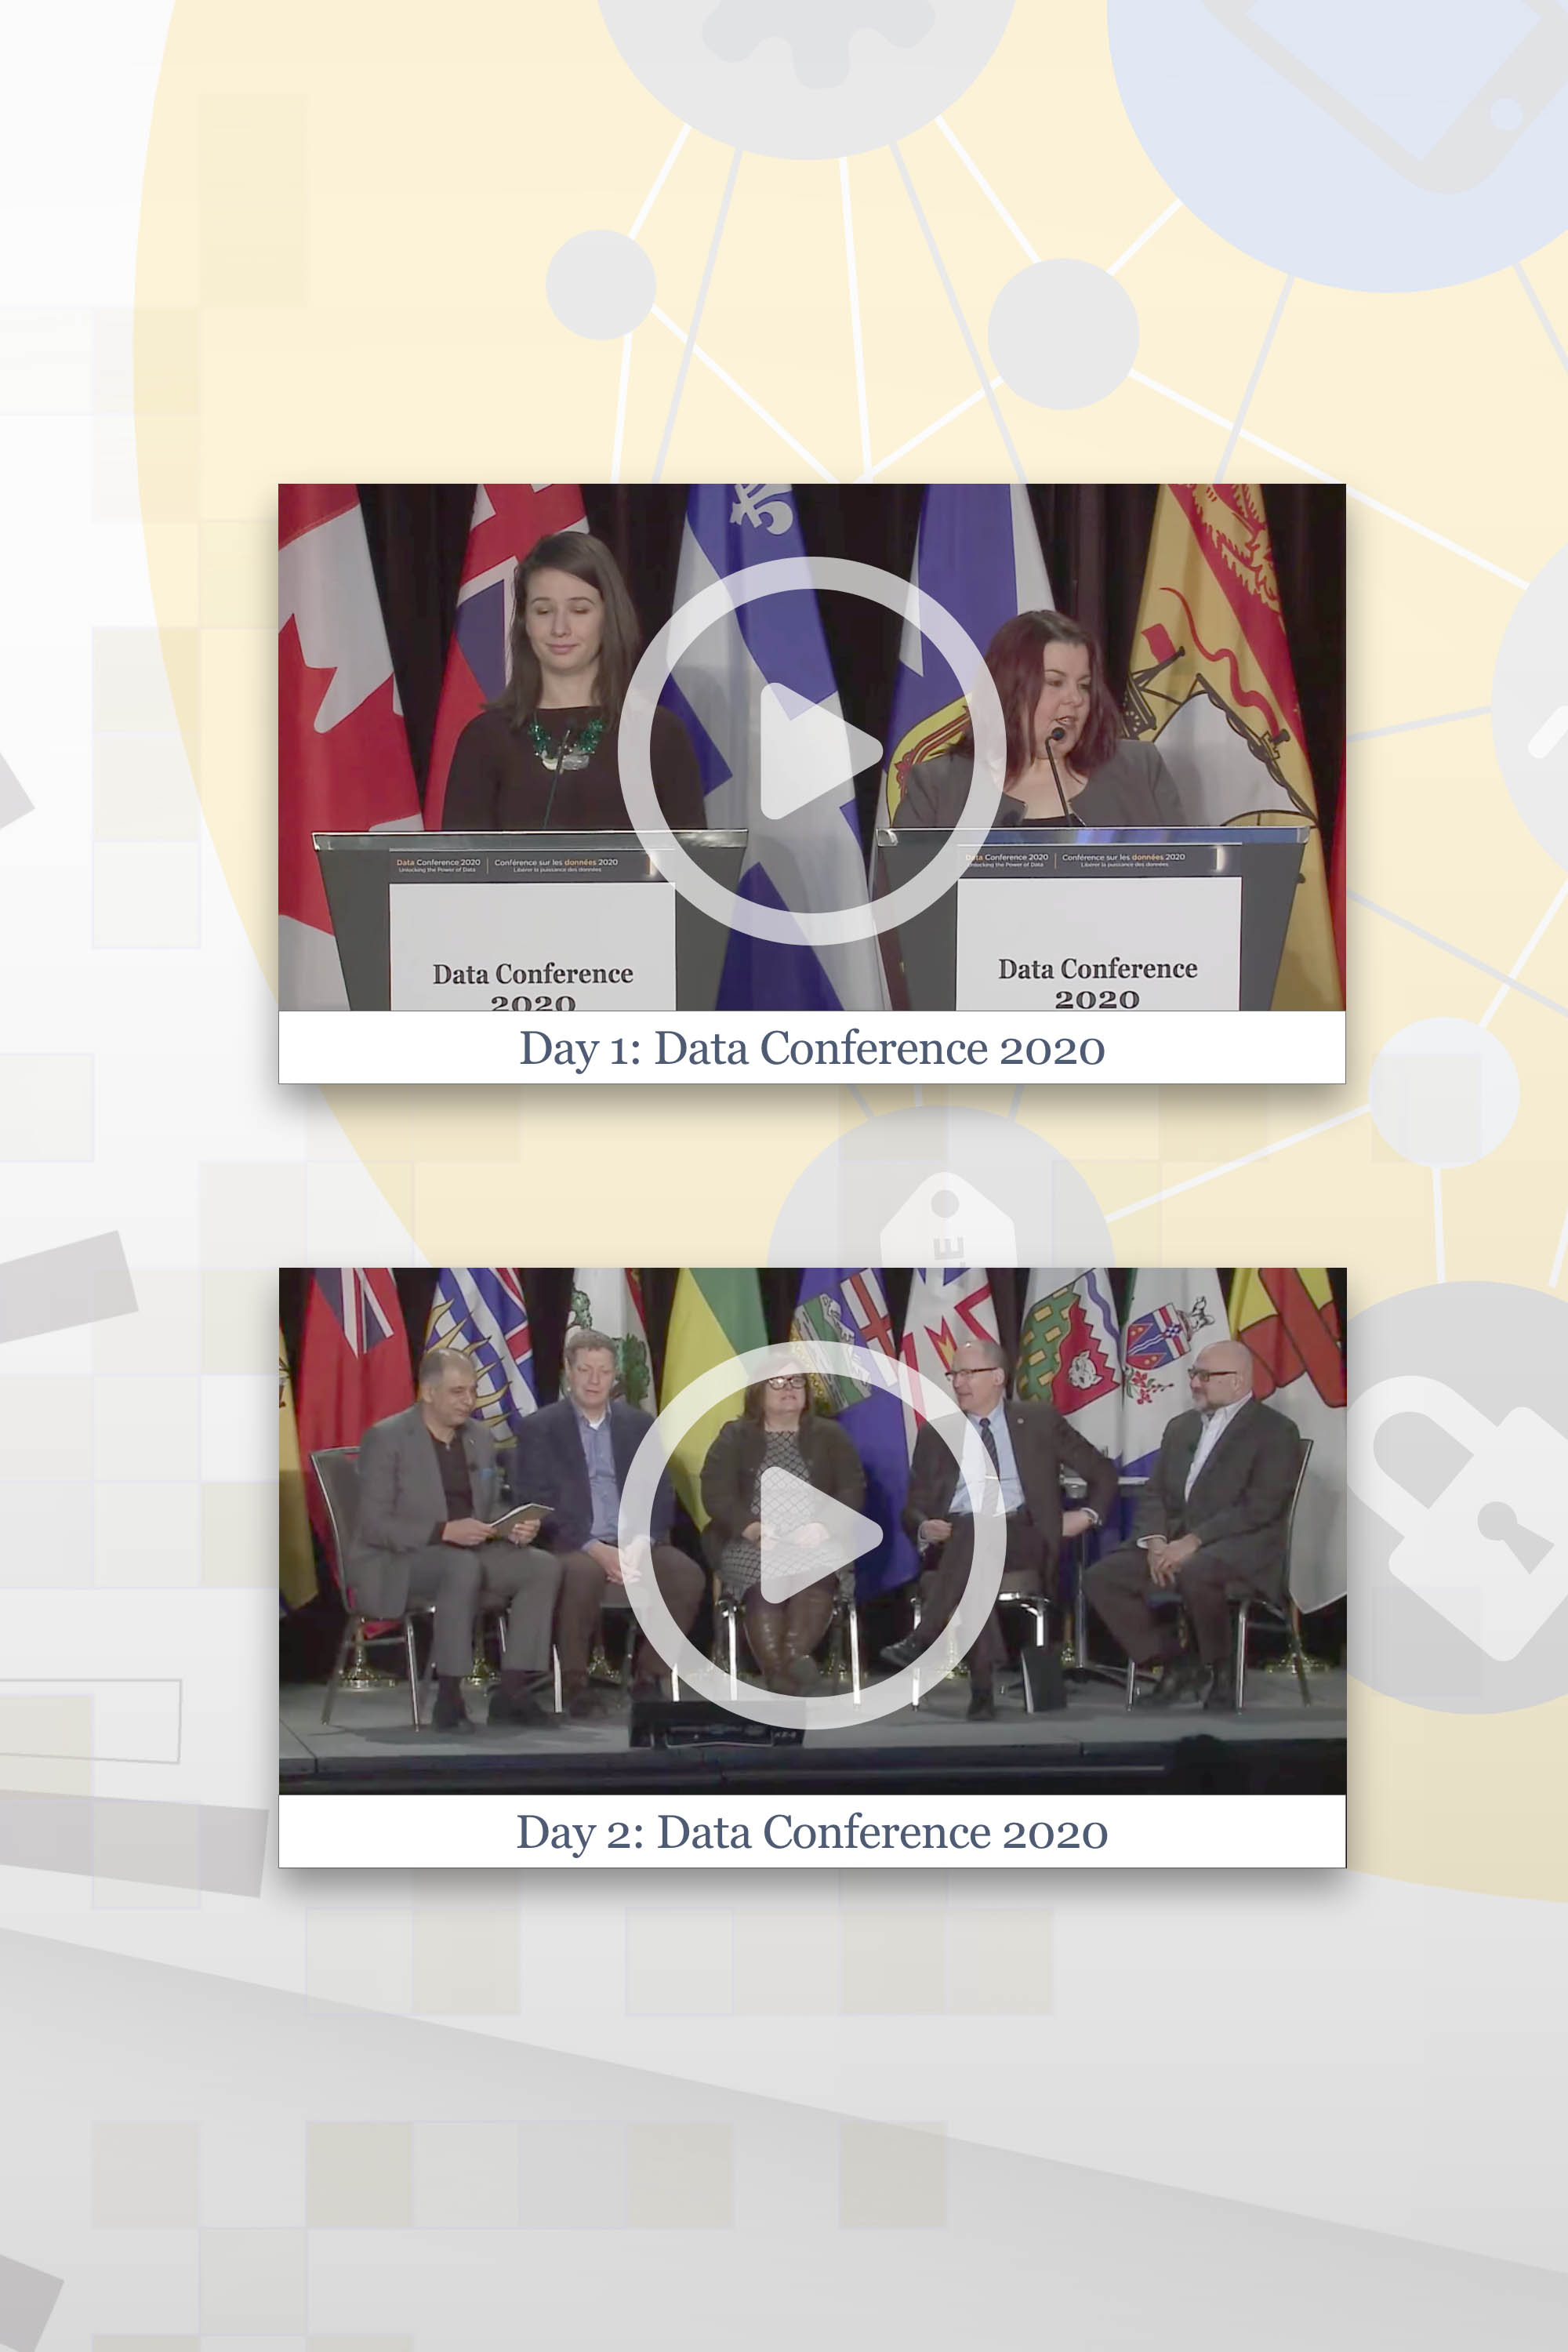 Data Conference 2020 | Conférence sur les données 2020
Unlocking the Power of Data | Libérer la puissance des données
Data Conference
2020
Data Conference 2020 | Conférence sur les données 2020
Unlocking the Power of Data | Libérer la puissance des données
Data Conference
2020
Day 1: Data Conference 2020
Day 2: Data Conference 2020